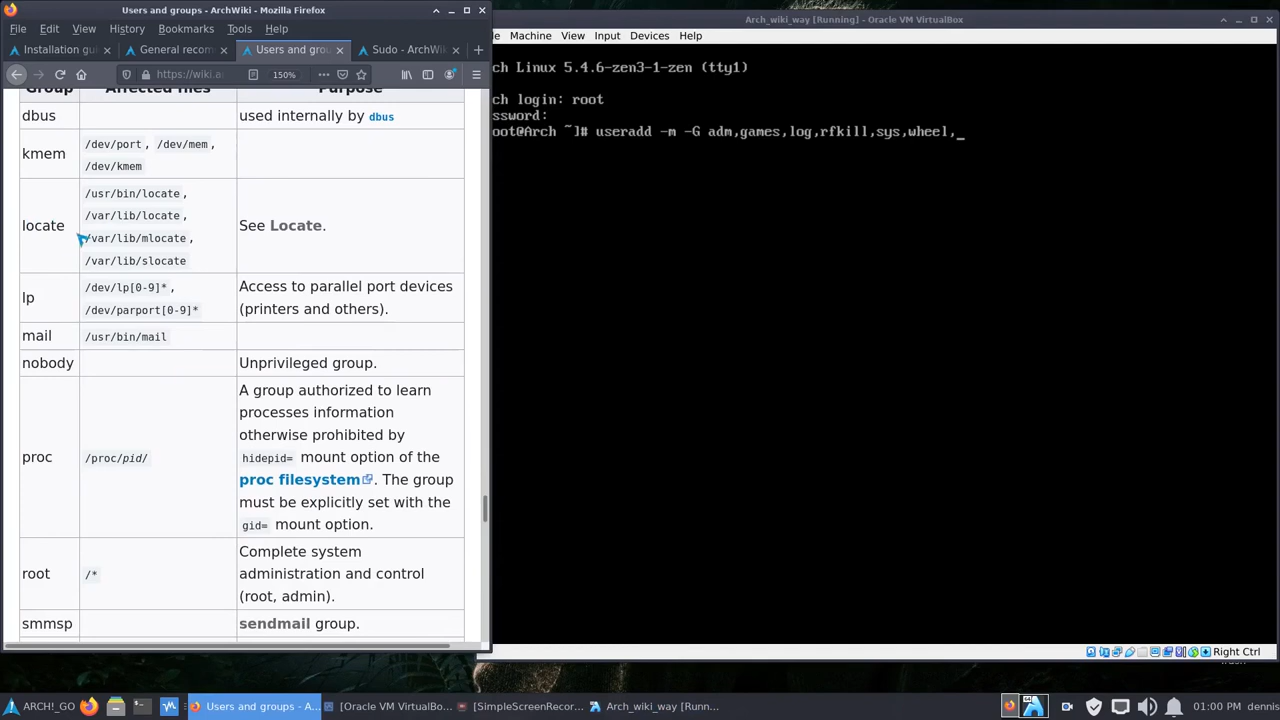 Users and groups - ArchWiki - Mozilla Firefox
File Edit View History Bookmarks Tools Help
Installation gui
General recom
Users and grou
Sudo - ArchWi
https://wiki.a
150%
Group Affected files Purpose
dbus used internally by dbus
kmem /dev/port, /dev/mem,
/dev/kmem
locate /usr/bin/locate,
/var/lib/locate,
/var/lib/mlocate,
/var/lib/slocate
See Locate.
lp /dev/lp[0-9]*,
/dev/parport[0-9]*
Access to parallel port devices
(printers and others).
mail /usr/bin/mail
nobody Unprivileged group.
proc /proc/pid/
A group authorized to learn
processes information
otherwise prohibited by
hidepid= mount option of the
proc filesystem. The group
must be explicitly set with the
gid= mount option.
root /*
Complete system
administration and control
(root, admin).
smmsp sendmail group.
Arch_wiki_way [Running] - Oracle VM VirtualBox
le Machine View Input Devices Help
ch Linux 5.4.6-zen3-1-zen (tty1)
ch login: root
ssword:
oot@Arch ~]# useradd -m -G adm,games,log,rfkill,sys,wheel,_
Right Ctrl
ARCH!_GO
Users and groups - A...
[Oracle VM VirtualBo...
[SimpleScreenRecor...
Arch_wiki_way [Runn...
01:00 PM dennis